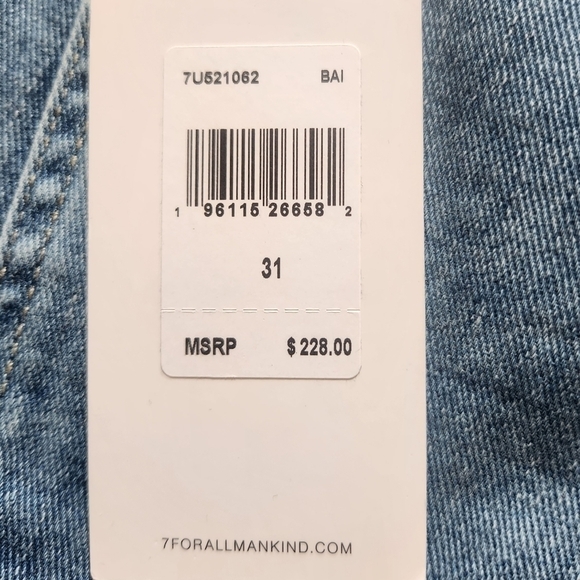 7U521062 BAI
1 96115 26658 2
31
MSRP $ 228.00
7FORALLMANKIND.COM